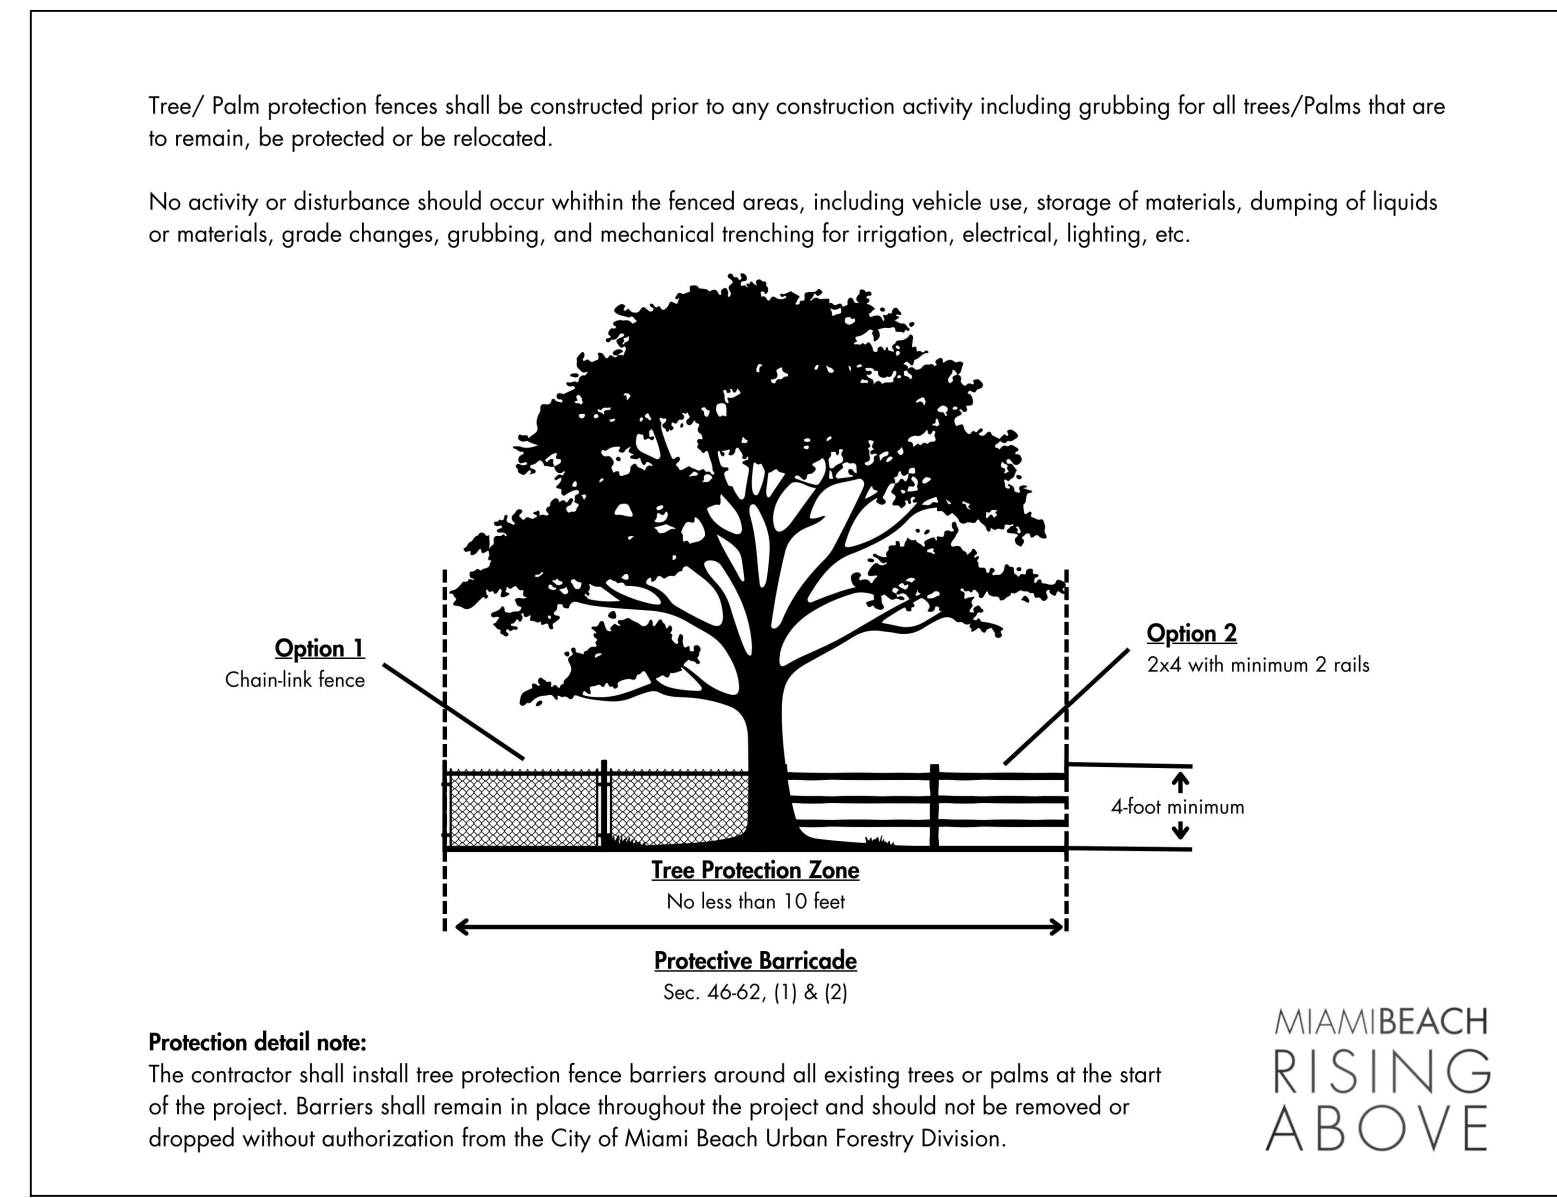 Tree/ Palm protection fences shall be constructed prior to any construction activity including grubbing for all trees/Palms that are
to remain, be protected or be relocated.
No activity or disturbance should occur whithin the fenced areas, including vehicle use, storage of materials, dumping of liquids
or materials, grade changes, grubbing, and mechanical trenching for irrigation, electrical, lighting, etc.
Option 1
Chain-link fence
Option 2
2x4 with minimum 2 rails
4-foot minimum
Tree Protection Zone
No less than 10 feet
Protective Barricade
Sec. 46-62, (1) & (2)
Protection detail note:
The contractor shall install tree protection fence barriers around all existing trees or palms at the start
of the project. Barriers shall remain in place throughout the project and should not be removed or
dropped without authorization from the City of Miami Beach Urban Forestry Division.
MIAMIBEACH
RISING
ABOVE